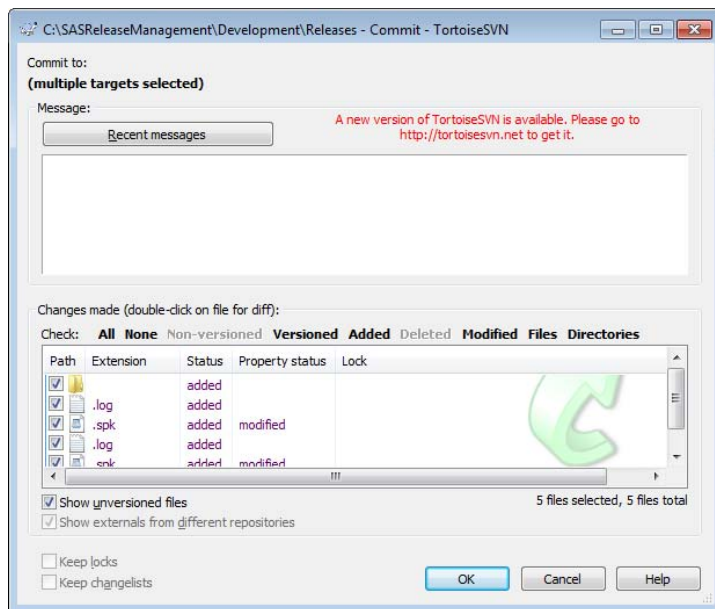 C:\SASReleaseManagement\Development\Releases - Commit - TortoiseSVN
Commit to:
(multiple targets selected)
Message:
Recent messages
A new version of TortoiseSVN is available. Please go to
http://tortoisesvn.net to get it.
Changes made (double-click on file for diff):
Check: All None Non-versioned Versioned Added Deleted Modified Files Directories
Path Extension Status Property status Lock
added
.log added
.spk added modified
.log added
.spk added modified
Show unversioned files
5 files selected, 5 files total
Show externals from different repositories
Keep locks
Keep changelists
OK Cancel Help